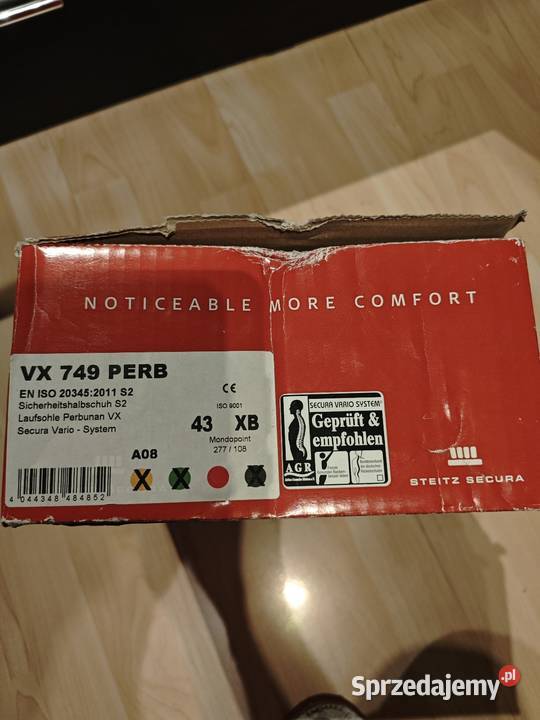 NOTICEABLE MORE COMFORT
VX 749 PERB
EN ISO 20345:2011 S2
Sicherheitshalbschuh S2
Laufsohle Perbunan VX
Secura Vario - System
CE
ISO 9001
43 XB
Mondopoint
277 / 108
A08
X X X
4 044348 484852
SECURA VARIO SYSTEM
Geprüft &
empfohlen
AGR
STEITZ SECURA
Sprzedajemy.pl